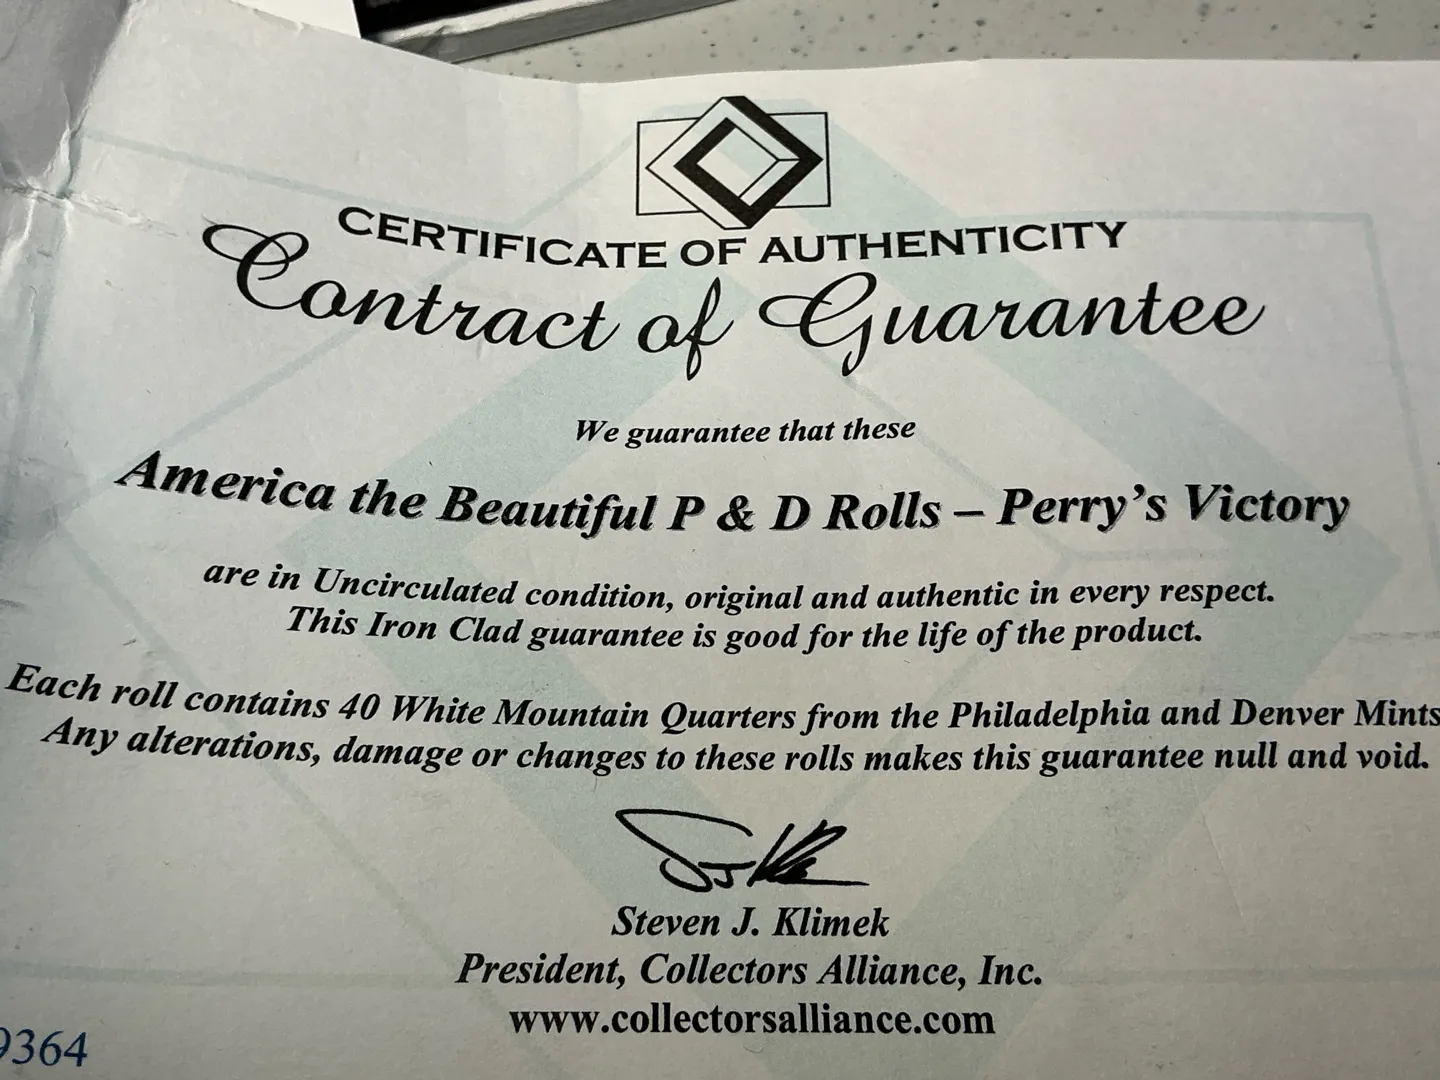 CERTIFICATE OF AUTHENTICITY
Contract of Guarantee
We guarantee that these
America the Beautiful P & D Rolls – Perry's Victory
are in Uncirculated condition, original and authentic in every respect.
This Iron Clad guarantee is good for the life of the product.
Each roll contains 40 White Mountain Quarters from the Philadelphia and Denver Mints
Any alterations, damage or changes to these rolls makes this guarantee null and void.
Steven J. Klimek
President, Collectors Alliance, Inc.
www.collectorsalliance.com
9364